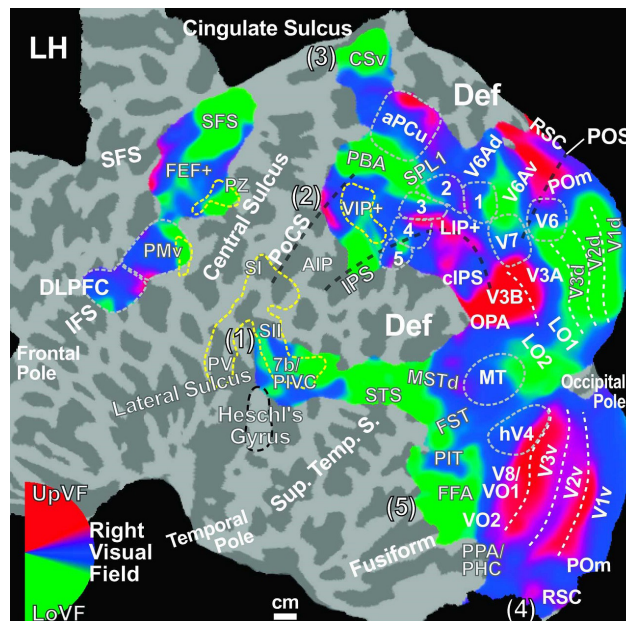 Cingulate Sulcus
LH
(3)
CSv
Def
SFS
aPCu
RSC
POS
SFS
PBA
SPL1
V6Ad
V6Av
POm
FEF+
PZ
Central Sulcus
(2)
PoCS
VIP+
3
2
1
V6
LIP+
4
V7
5
PMv
AIP
IPS
cIPS
V3A
V3d
V2d
V1d
SI
DLPFC
IFS
V3B
OPA
Def
LO1
LO2
(1)
SII
Frontal
Pole
PV
7b/
PIVC
Lateral Sulcus
STS
MSTd
MT
Occipital
Pole
Heschl's
Gyrus
FST
hV4
Sup. Temp. S.
PIT
V8/
VO1
V3v
V2v
V1v
UpVF
FFA
(5)
VO2
Right
Visual
Field
Temporal
Pole
Fusiform
PPA/
PHC
POm
LoVF
cm
RSC
(4)